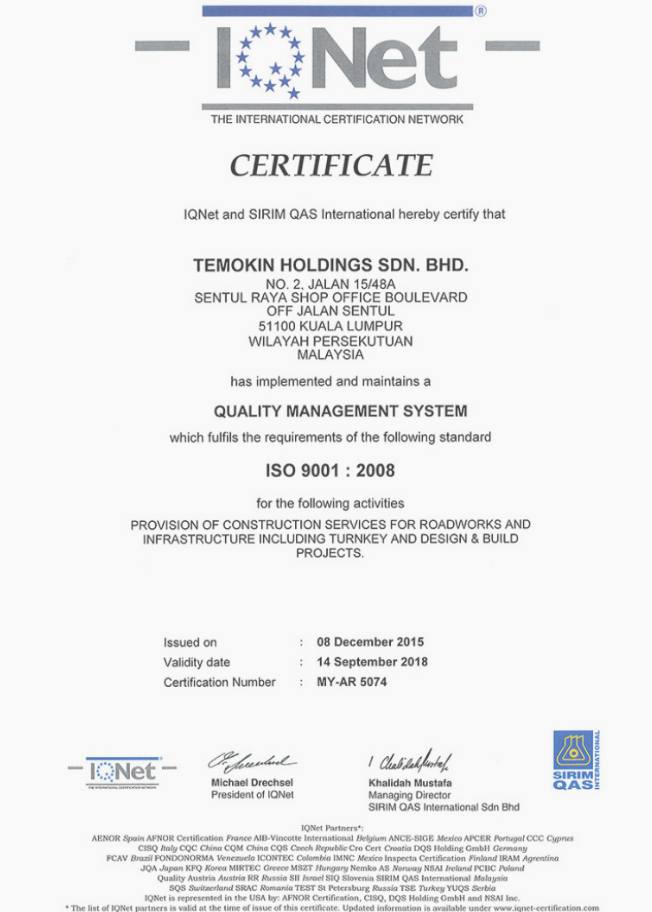 IQNet ®
THE INTERNATIONAL CERTIFICATION NETWORK
CERTIFICATE
IQNet and SIRIM QAS International hereby certify that
TEMOKIN HOLDINGS SDN. BHD.
NO. 2, JALAN 15/48A
SENTUL RAYA SHOP OFFICE BOULEVARD
OFF JALAN SENTUL
51100 KUALA LUMPUR
WILAYAH PERSEKUTUAN
MALAYSIA
has implemented and maintains a
QUALITY MANAGEMENT SYSTEM
which fulfils the requirements of the following standard
ISO 9001 : 2008
for the following activities
PROVISION OF CONSTRUCTION SERVICES FOR ROADWORKS AND
INFRASTRUCTURE INCLUDING TURNKEY AND DESIGN & BUILD
PROJECTS.
Issued on : 08 December 2015
Validity date : 14 September 2018
Certification Number : MY-AR 5074
IQNet
THE INTERNATIONAL CERTIFICATION NETWORK
Michael Drechsel
President of IQNet
Khalidah Mustafa
Managing Director
SIRIM QAS International Sdn Bhd
SIRIM
QAS
INTERNATIONAL
IQNet Partners*:
AENOR Spain AFNOR Certification France AIB-Vincotte International Belgium ANCE-SIGE Mexico APCER Portugal CCC Cyprus
CISQ Italy CQC China CQM China CQS Czech Republic Cro Cert Croatia DQS Holding GmbH Germany
FCAV Brazil FONDONORMA Venezuela ICONTEC Colombia IMNC Mexico Inspecta Certification Finland IRAM Argentina
JQA Japan KFQ Korea MIRTEC Greece MSZT Hungary Nemko AS Norway NSAI Ireland PCBC Poland
Quality Austria Austria RR Russia SII Israel SIQ Slovenia SIRIM QAS International Malaysia
SQS Switzerland SRAC Romania TEST St Petersburg Russia TSE Turkey YUQS Serbia
IQNet is represented in the USA by: AFNOR Certification, CISQ, DQS Holding GmbH and NSAI Inc.
* The list of IQNet partners is valid at the time of issue of this certificate. Updated information is available under www.iqnet-certification.com